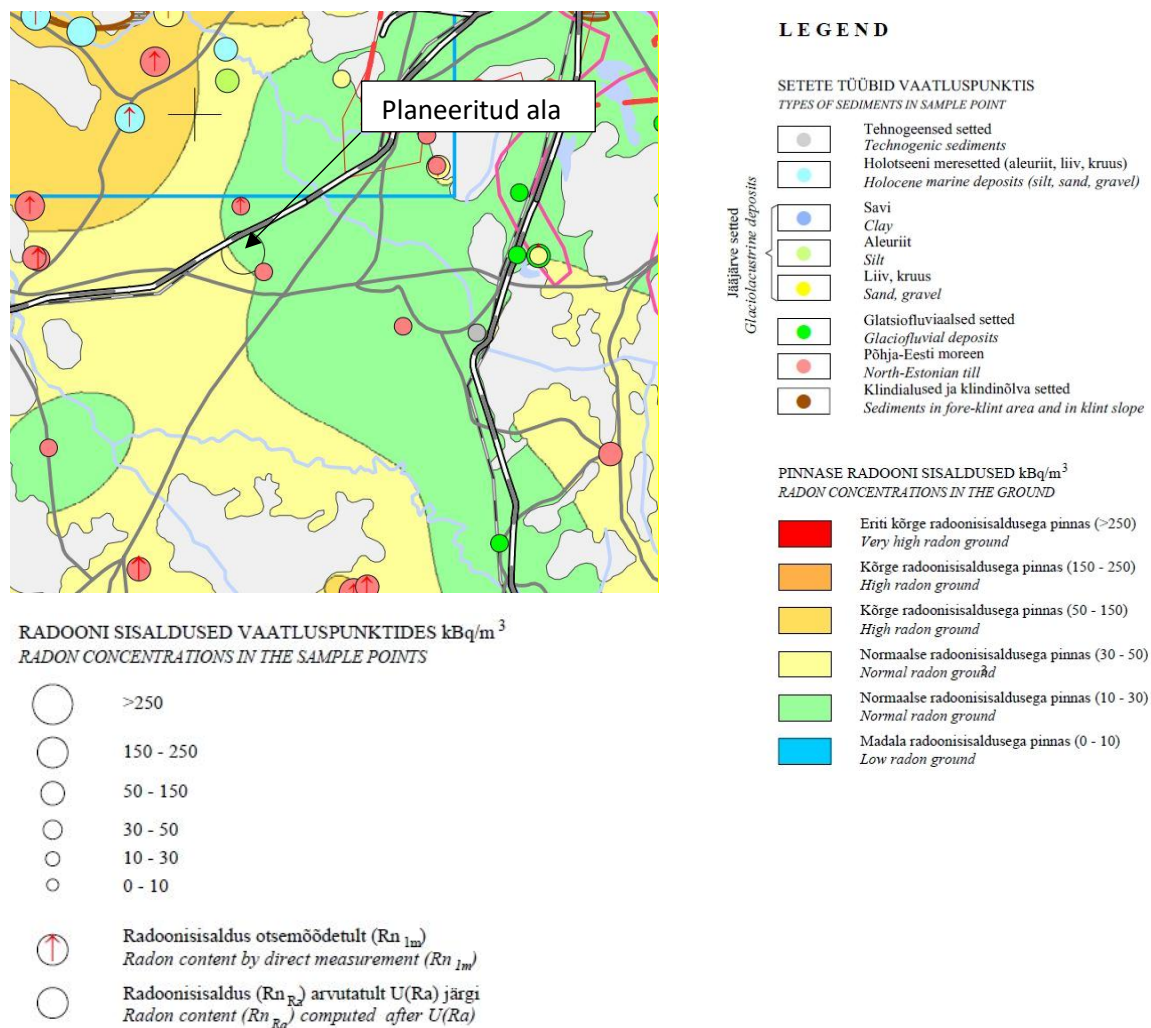 Planeeritud ala
LEGEND
SETETE TÜÜBID VAATLUSPUNKTIS
TYPES OF SEDIMENTS IN SAMPLE POINT
Tehnogeensed setted
Technogenic sediments
Holotseeni meresetted (aleuriit, liiv, kruus)
Holocene marine deposits (silt, sand, gravel)
Jääjärve setted
Glaciolacustrine deposits
Savi
Clay
Aleuriit
Silt
Liiv, kruus
Sand, gravel
Glatsiofluviaalsed setted
Glaciofluvial deposits
Põhja-Eesti moreen
North-Estonian till
Klindialused ja klindinõlva setted
Sediments in fore-klint area and in klint slope
PINNASE RADOONI SISALDUSED kBq/m³
RADON CONCENTRATIONS IN THE GROUND
Eriti kõrge radoonisisaldusega pinnas (>250)
Very high radon ground
Kõrge radoonisisaldusega pinnas (150 - 250)
High radon ground
Kõrge radoonisisaldusega pinnas (50 - 150)
High radon ground
Normaalse radoonisisaldusega pinnas (30 - 50)
Normal radon ground
Normaalse radoonisisaldusega pinnas (10 - 30)
Normal radon ground
Madala radoonisisaldusega pinnas (0 - 10)
Low radon ground
RADOONI SISALDUSED VAATLUSPUNKTIDES kBq/m³
RADON CONCENTRATIONS IN THE SAMPLE POINTS
>250
150 - 250
50 - 150
30 - 50
10 - 30
0 - 10
Radoonisisaldus otsemõõdetult (Rn 1m)
Radon content by direct measurement (Rn 1m)
Radoonisisaldus (Rn Ra) arvutatult U(Ra) järgi
Radon content (Rn Ra) computed after U(Ra)